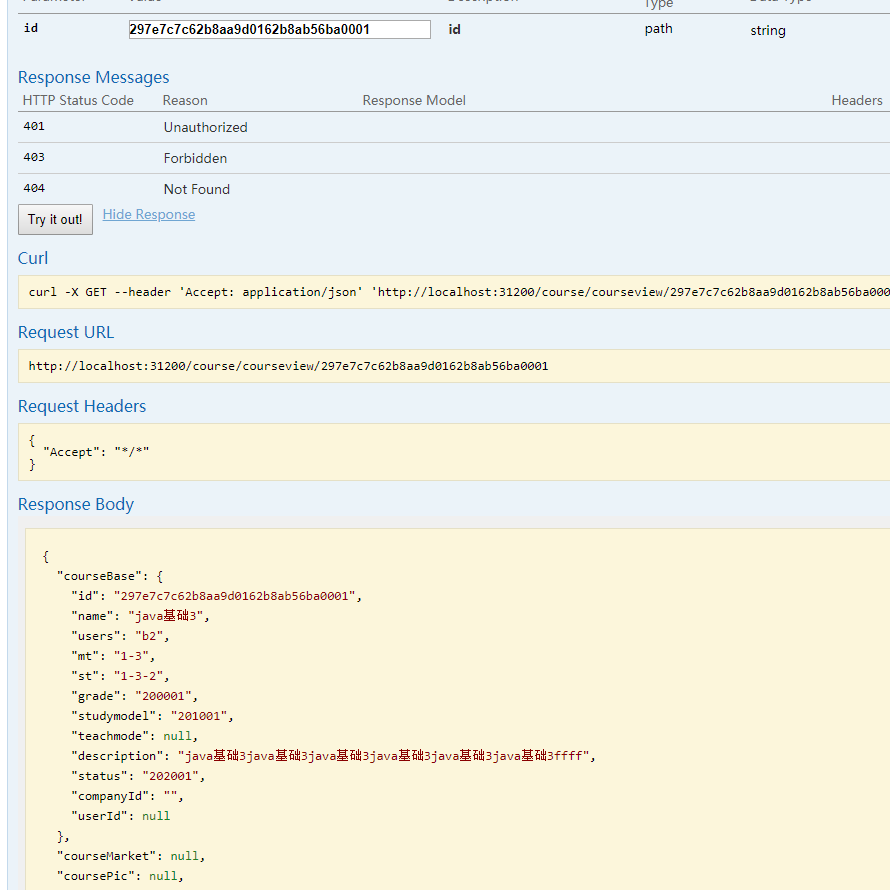 Parameter Value Description Type Data Type
id 297e7c7c62b8aa9d0162b8ab56ba0001 id path string
Response Messages
HTTP Status Code Reason Response Model Headers
401 Unauthorized
403 Forbidden
404 Not Found
Try it out! Hide Response
Curl
curl -X GET --header 'Accept: application/json' 'http://localhost:31200/course/courseview/297e7c7c62b8aa9d0162b8ab56ba000
Request URL
http://localhost:31200/course/courseview/297e7c7c62b8aa9d0162b8ab56ba0001
Request Headers
{
"Accept": "*/*"
}
Response Body
{
"courseBase": {
"id": "297e7c7c62b8aa9d0162b8ab56ba0001",
"name": "java基础3",
"users": "b2",
"mt": "1-3",
"st": "1-3-2",
"grade": "200001",
"studymodel": "201001",
"teachmode": null,
"description": "java基础3java基础3java基础3java基础3java基础3java基础3ffff",
"status": "202001",
"companyId": "",
"userId": null
},
"courseMarket": null,
"coursePic": null,